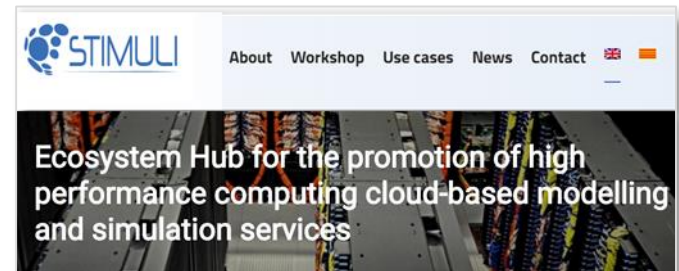 STIMULI
About Workshop Use cases News Contact
Ecosystem Hub for the promotion of high
performance computing cloud-based modelling
and simulation services